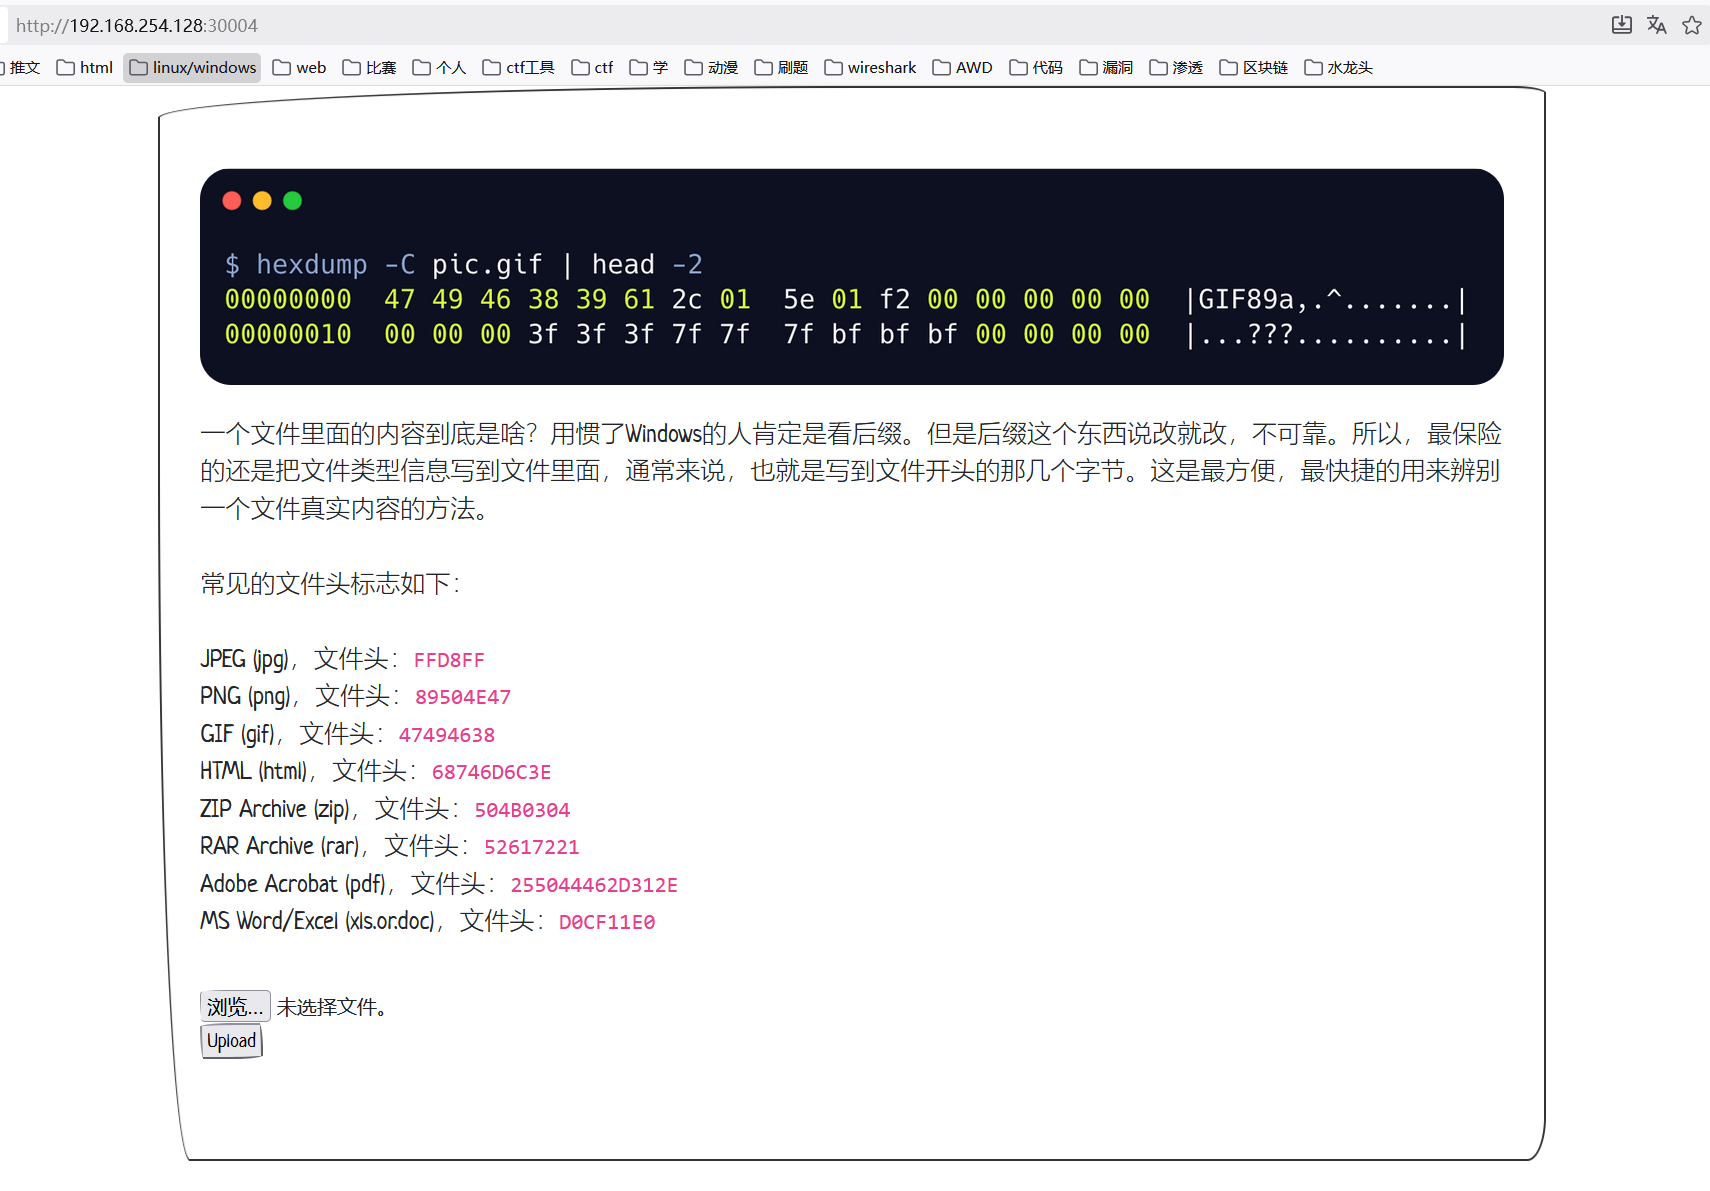 http://192.168.254.128:30004
推文 html linux/windows web 比赛 个人 ctf工具 ctf 学 动漫 刷题 wireshark AWD 代码 漏洞 渗透 区块链 水龙头
$ hexdump -C pic.gif | head -2
00000000  47 49 46 38 39 61 2c 01  5e 01 f2 00 00 00 00 00  |GIF89a,.^.......|
00000010  00 00 00 3f 3f 3f 7f 7f  7f bf bf bf 00 00 00 00  |...???..........|
一个文件里面的内容到底是啥？用惯了Windows的人肯定是看后缀。但是后缀这个东西说改就改，不可靠。所以，最保险
的还是把文件类型信息写到文件里面，通常来说，也就是写到文件开头的那几个字节。这是最方便，最快捷的用来辨别
一个文件真实内容的方法。
常见的文件头标志如下：
JPEG (jpg)，文件头：FFD8FF
PNG (png)，文件头：89504E47
GIF (gif)，文件头：47494638
HTML (html)，文件头：68746D6C3E
ZIP Archive (zip)，文件头：504B0304
RAR Archive (rar)，文件头：52617221
Adobe Acrobat (pdf)，文件头：255044462D312E
MS Word/Excel (xls.or.doc)，文件头：D0CF11E0
浏览... 未选择文件。
Upload